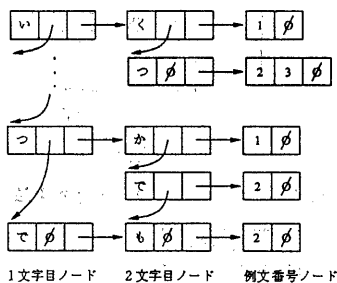 い く 1 ∅
つ ∅ 2 3 ∅
つ か 1 ∅
で 2 ∅
で ∅ も ∅ 2 ∅
1文字目ノード 2文字目ノード 例文番号ノード